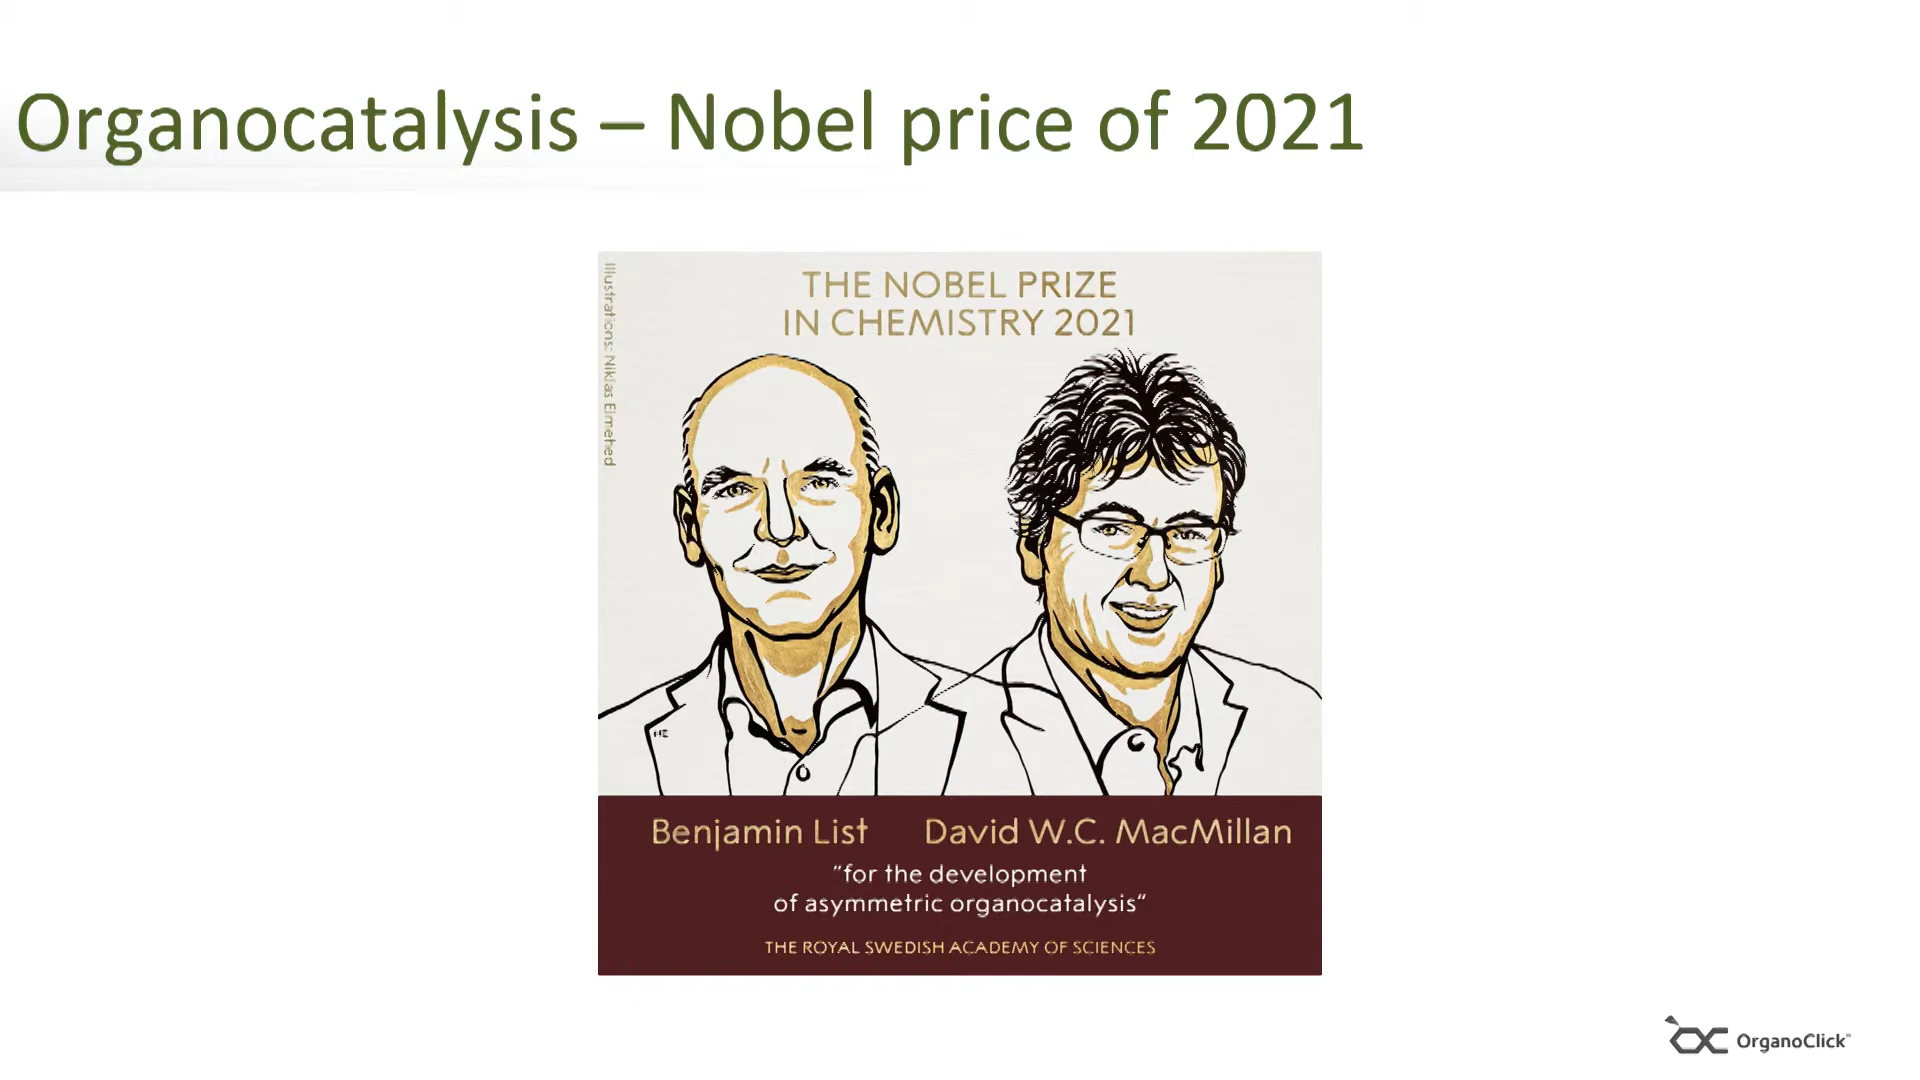 Organocatalysis – Nobel price of 2021
Illustrations: Niklas Elmehed
THE NOBEL PRIZE
IN CHEMISTRY 2021
NE
Benjamin List David W.C. MacMillan
“for the development
of asymmetric organocatalysis“
THE ROYAL SWEDISH ACADEMY OF SCIENCES
OrganoClick